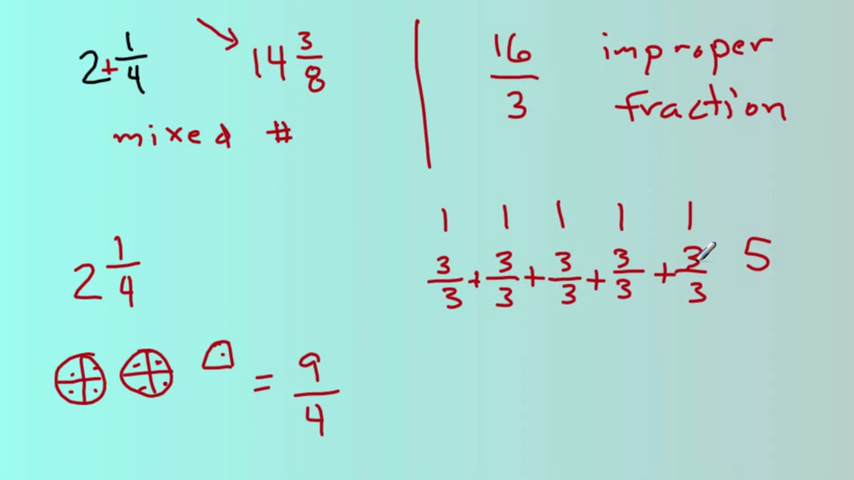 2+1/4 14 3/8
mixed #
16/3 improper
fraction
2 1/4
= 9/4
1 1 1 1 1
3/3+3/3+3/3+3/3+3/3 5